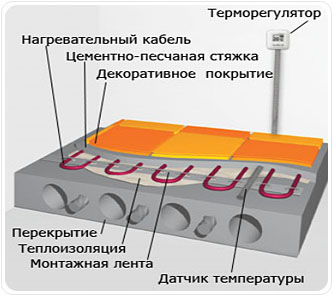 Терморегулятор
Нагревательный кабель
Цементно-песчаная стяжка
Декоративное покрытие
Перекрытие
Теплоизоляция
Монтажная лента
Датчик температуры